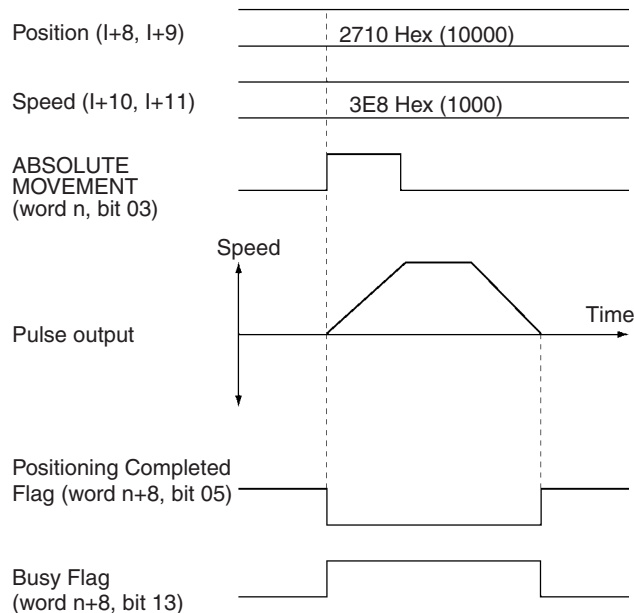 Position (I+8, I+9)
2710 Hex (10000)
Speed (I+10, I+11)
3E8 Hex (1000)
ABSOLUTE
MOVEMENT
(word n, bit 03)
Speed
Time
Pulse output
Positioning Completed
Flag (word n+8, bit 05)
Busy Flag
(word n+8, bit 13)